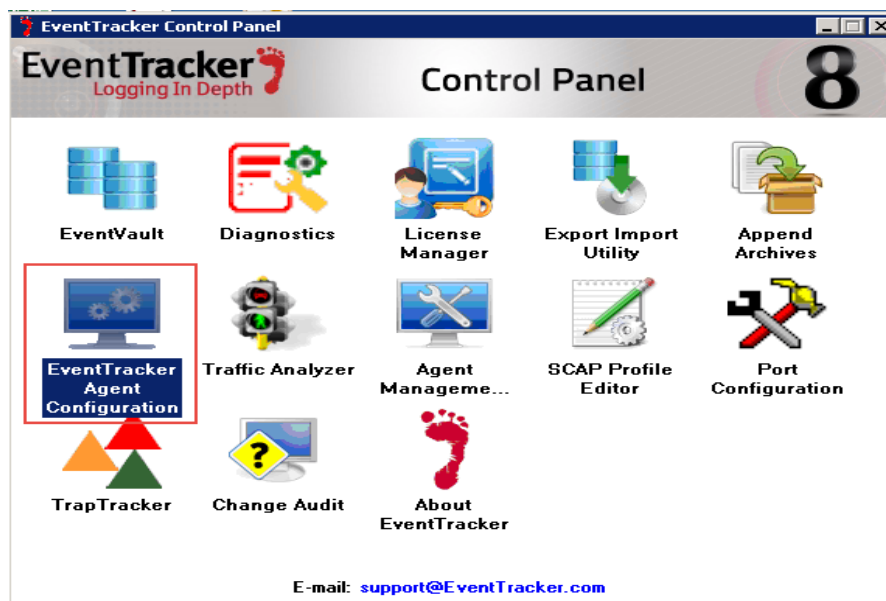 EventTracker Control Panel
EventTracker
Logging In Depth
Control Panel
8
EventVault
Diagnostics
License
Manager
Export Import
Utility
Append
Archives
EventTracker
Agent
Configuration
Traffic Analyzer
Agent
Manageme...
SCAP Profile
Editor
Port
Configuration
TrapTracker
Change Audit
?
About
EventTracker
E-mail: support@EventTracker.com